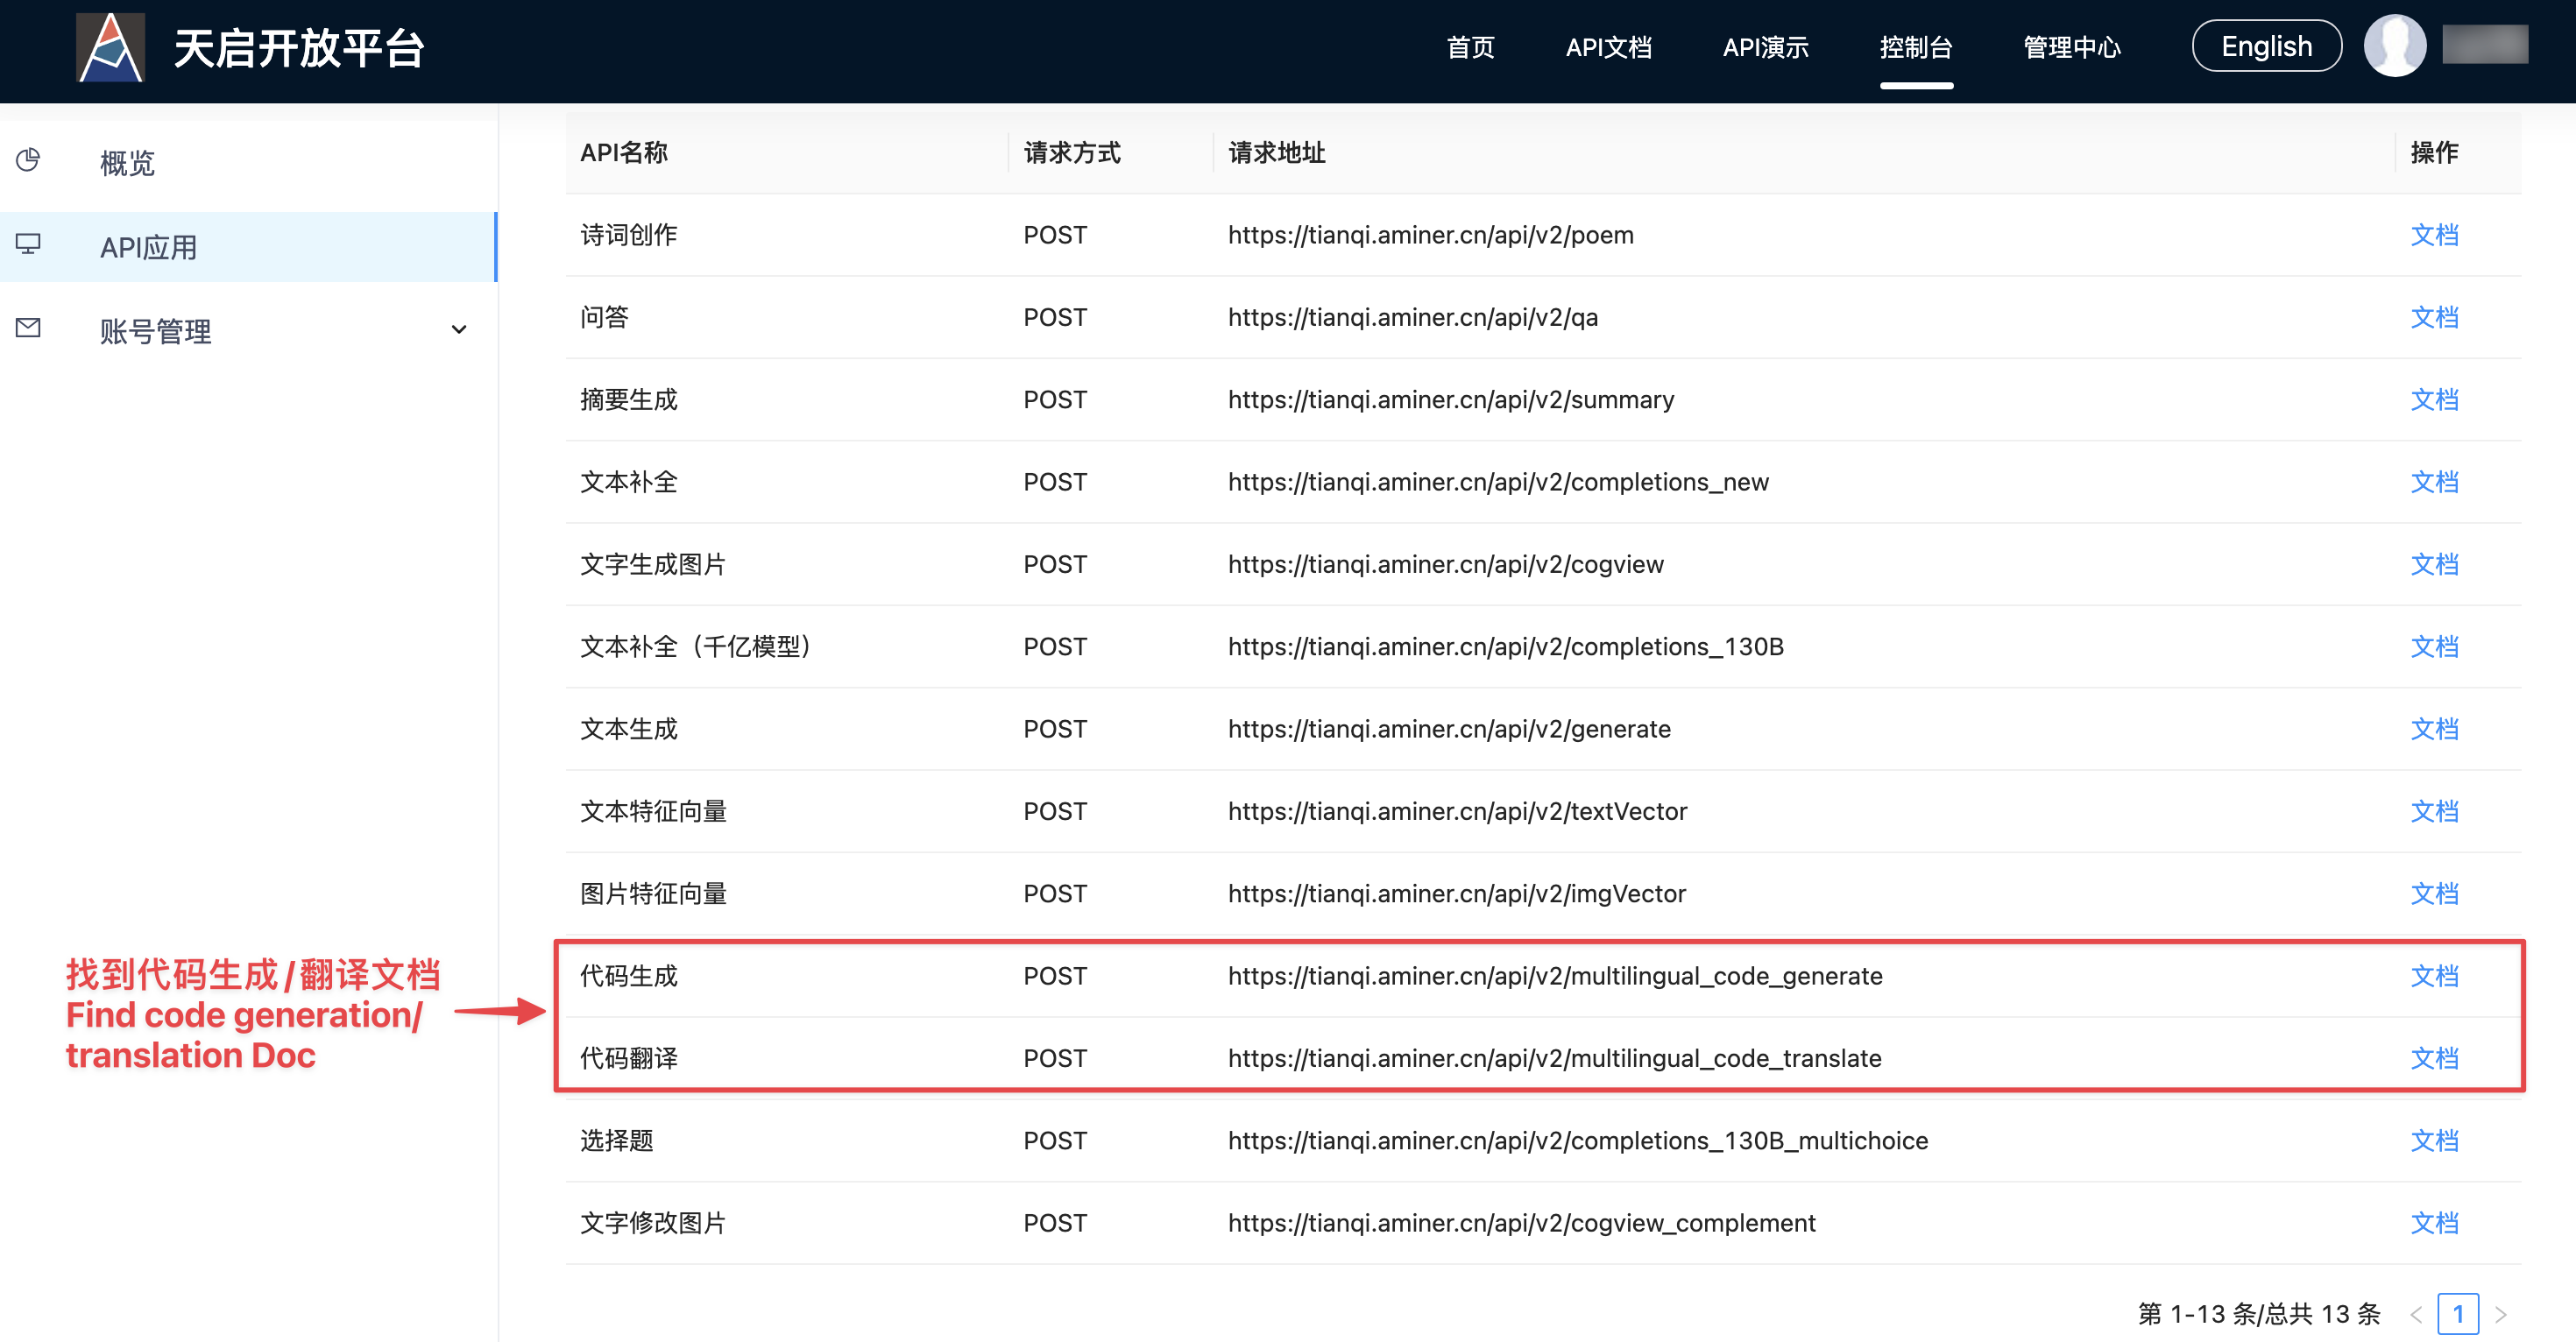 天启开放平台
首页 API文档 API演示 控制台 管理中心 English
概览
API应用
账号管理
API名称 请求方式 请求地址 操作
诗词创作 POST https://tianqi.aminer.cn/api/v2/poem 文档
问答 POST https://tianqi.aminer.cn/api/v2/qa 文档
摘要生成 POST https://tianqi.aminer.cn/api/v2/summary 文档
文本补全 POST https://tianqi.aminer.cn/api/v2/completions_new 文档
文字生成图片 POST https://tianqi.aminer.cn/api/v2/cogview 文档
文本补全（千亿模型） POST https://tianqi.aminer.cn/api/v2/completions_130B 文档
文本生成 POST https://tianqi.aminer.cn/api/v2/generate 文档
文本特征向量 POST https://tianqi.aminer.cn/api/v2/textVector 文档
图片特征向量 POST https://tianqi.aminer.cn/api/v2/imgVector 文档
代码生成 POST https://tianqi.aminer.cn/api/v2/multilingual_code_generate 文档
代码翻译 POST https://tianqi.aminer.cn/api/v2/multilingual_code_translate 文档
选择题 POST https://tianqi.aminer.cn/api/v2/completions_130B_multichoice 文档
文字修改图片 POST https://tianqi.aminer.cn/api/v2/cogview_complement 文档
找到代码生成/翻译文档
Find code generation/
translation Doc
第 1-13 条/总共 13 条 < 1 >